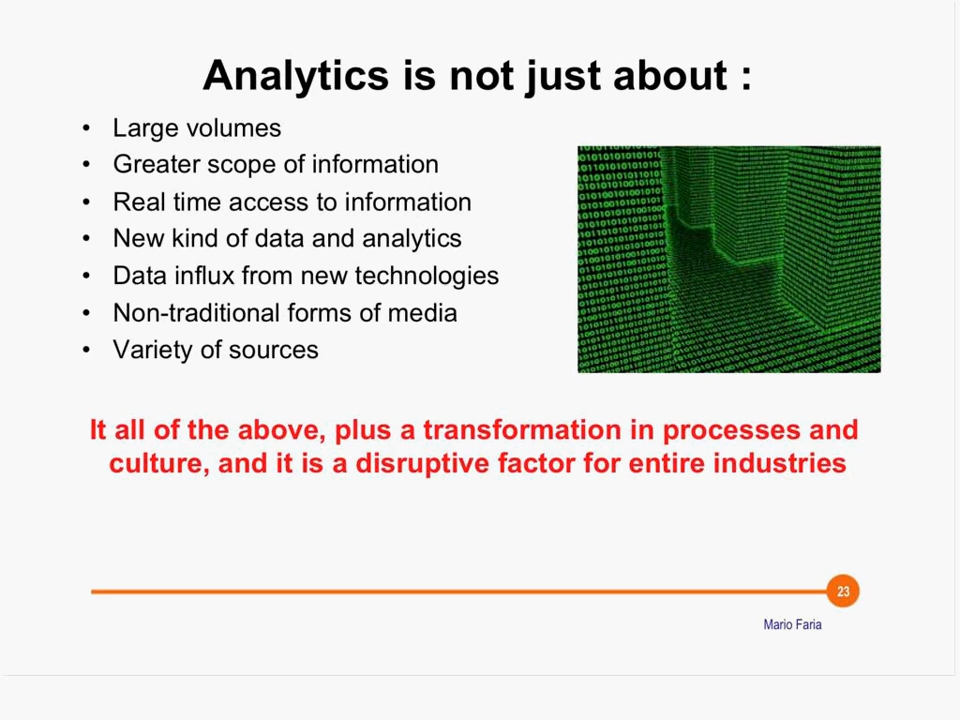 Analytics is not just about :
• Large volumes
• Greater scope of information
• Real time access to information
• New kind of data and analytics
• Data influx from new technologies
• Non-traditional forms of media
• Variety of sources
It all of the above, plus a transformation in processes and
culture, and it is a disruptive factor for entire industries
23
Mario Faria